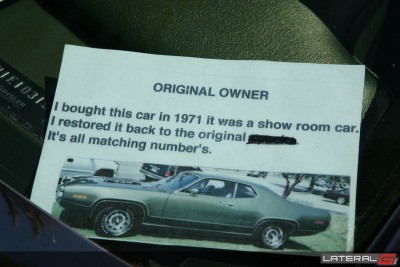 ORIGINAL OWNER
I bought this car in 1971 it was a show room car.
I restored it back to the original
It's all matching number's.
LATERAL